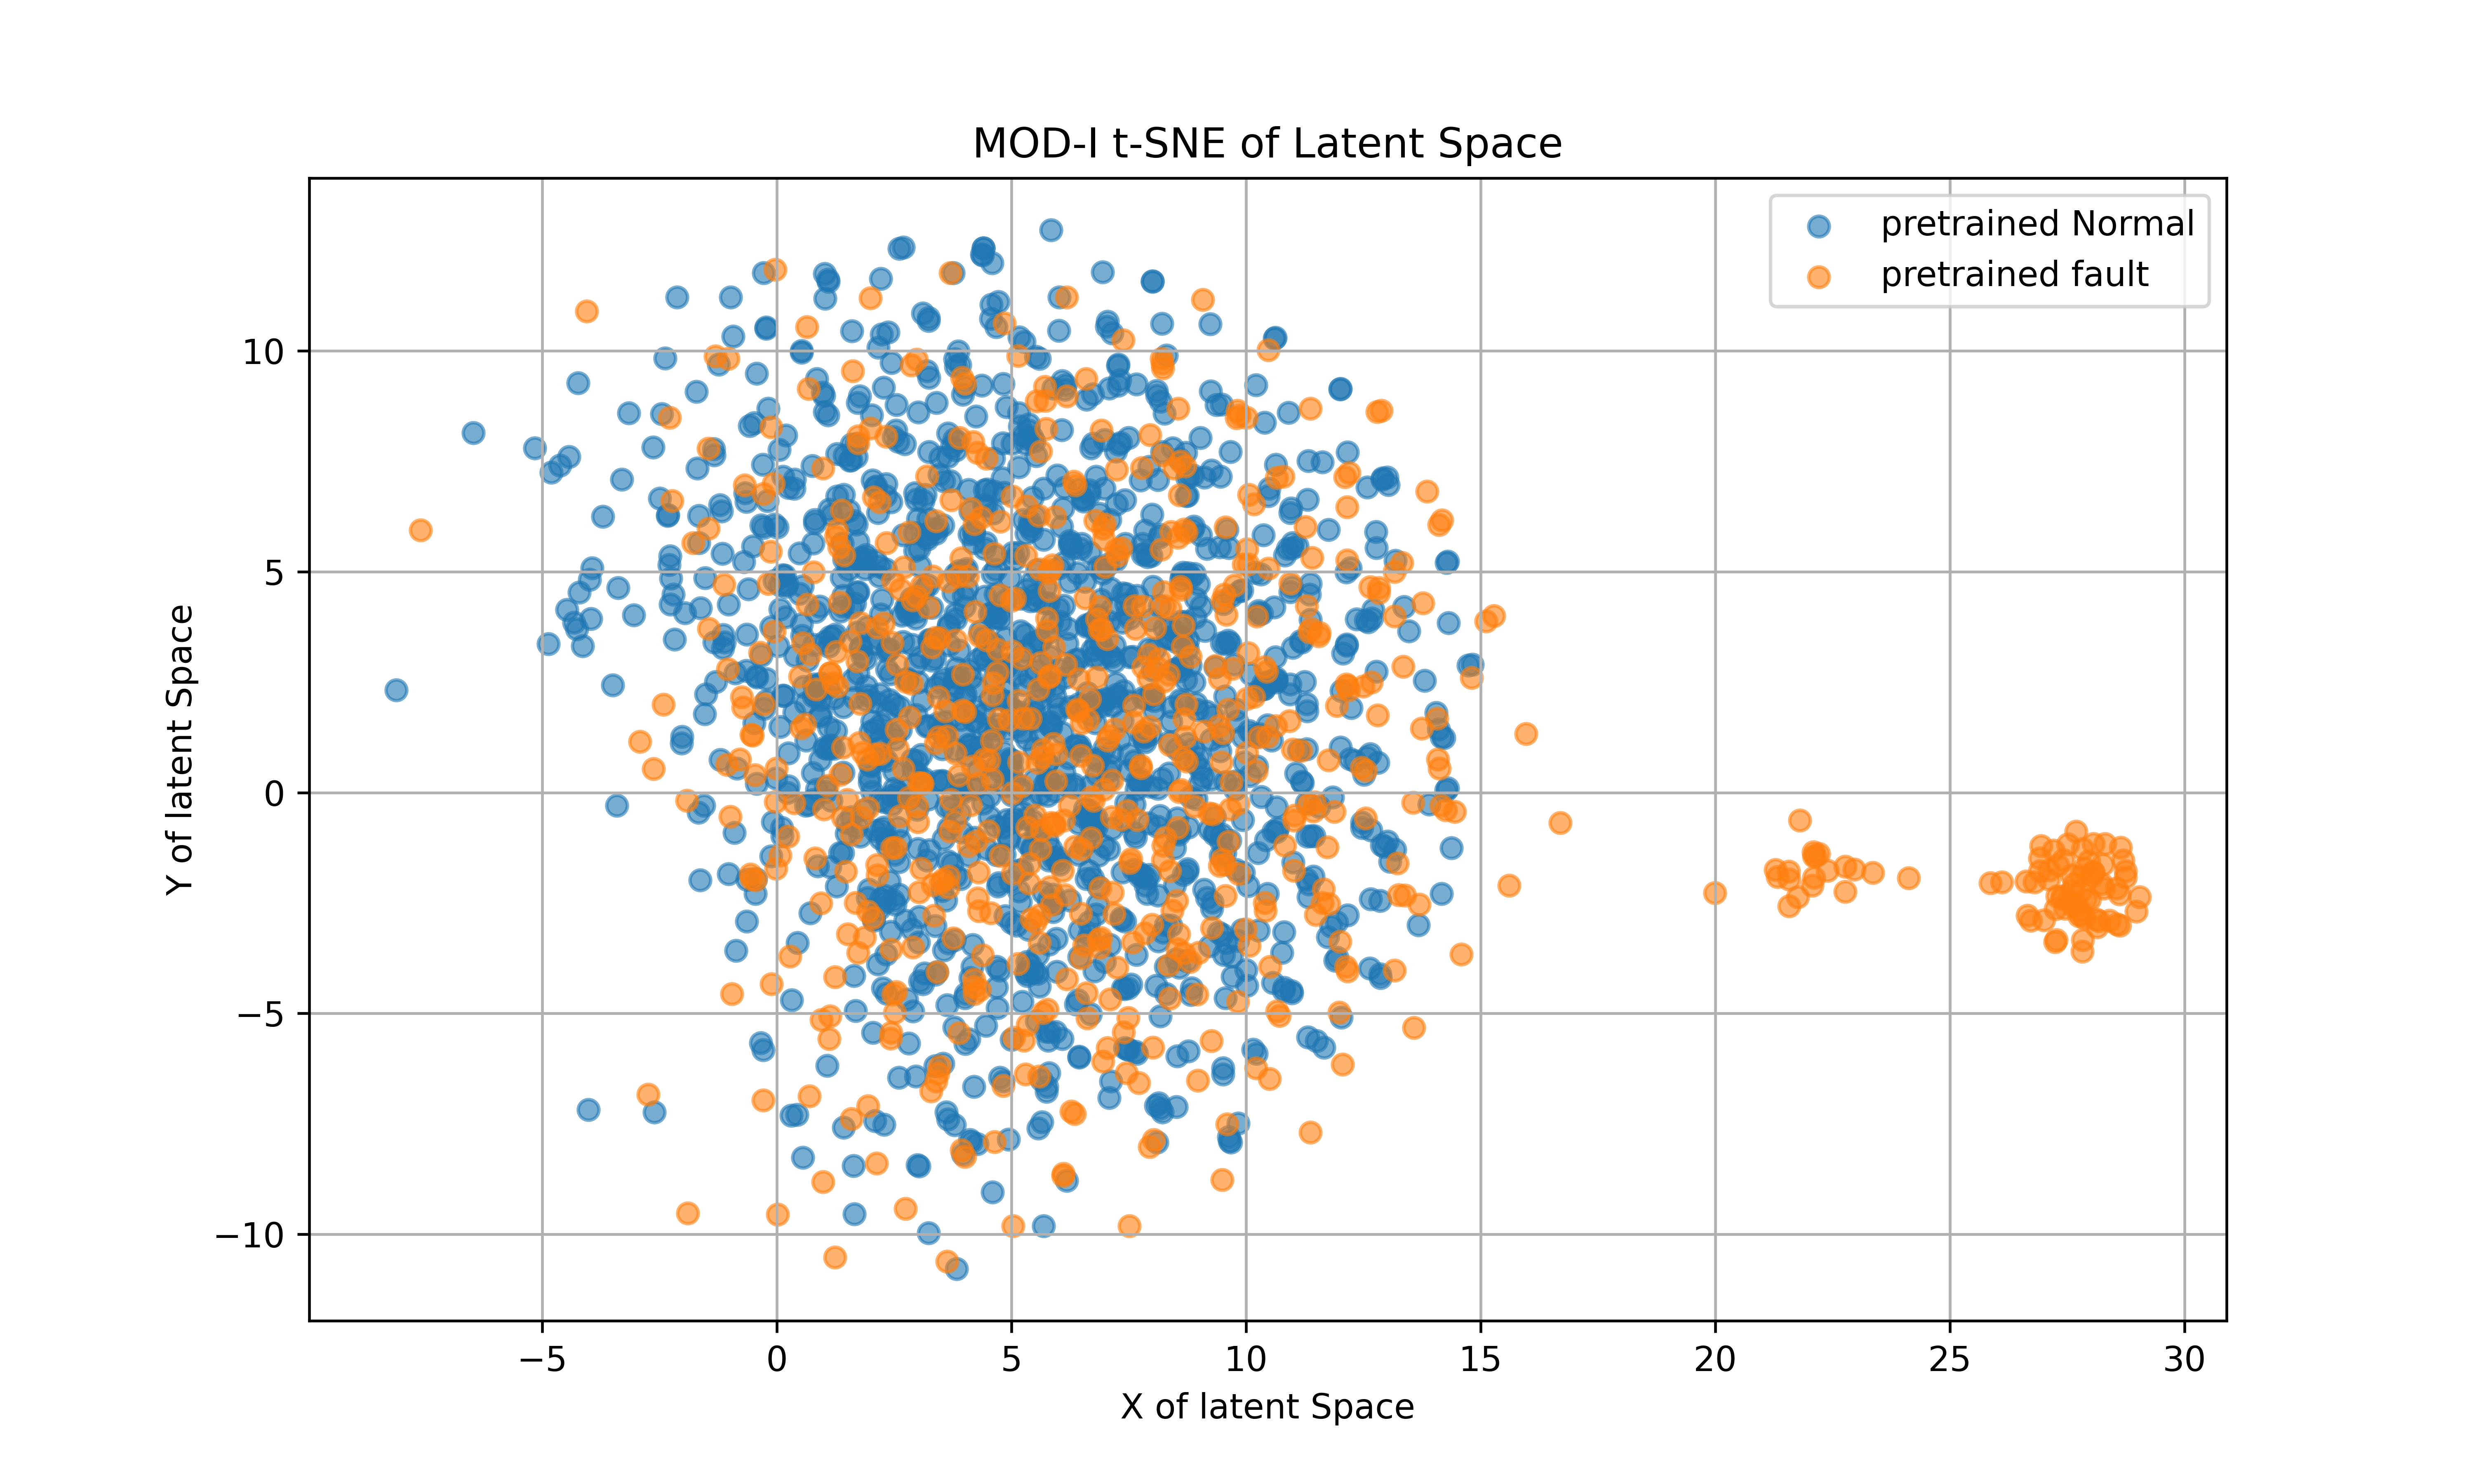 MOD-I t-SNE of Latent Space
pretrained Normal
pretrained fault
Y of latent Space
10
5
0
−5
−10
−5
0
5
10
15
20
25
30
X of latent Space